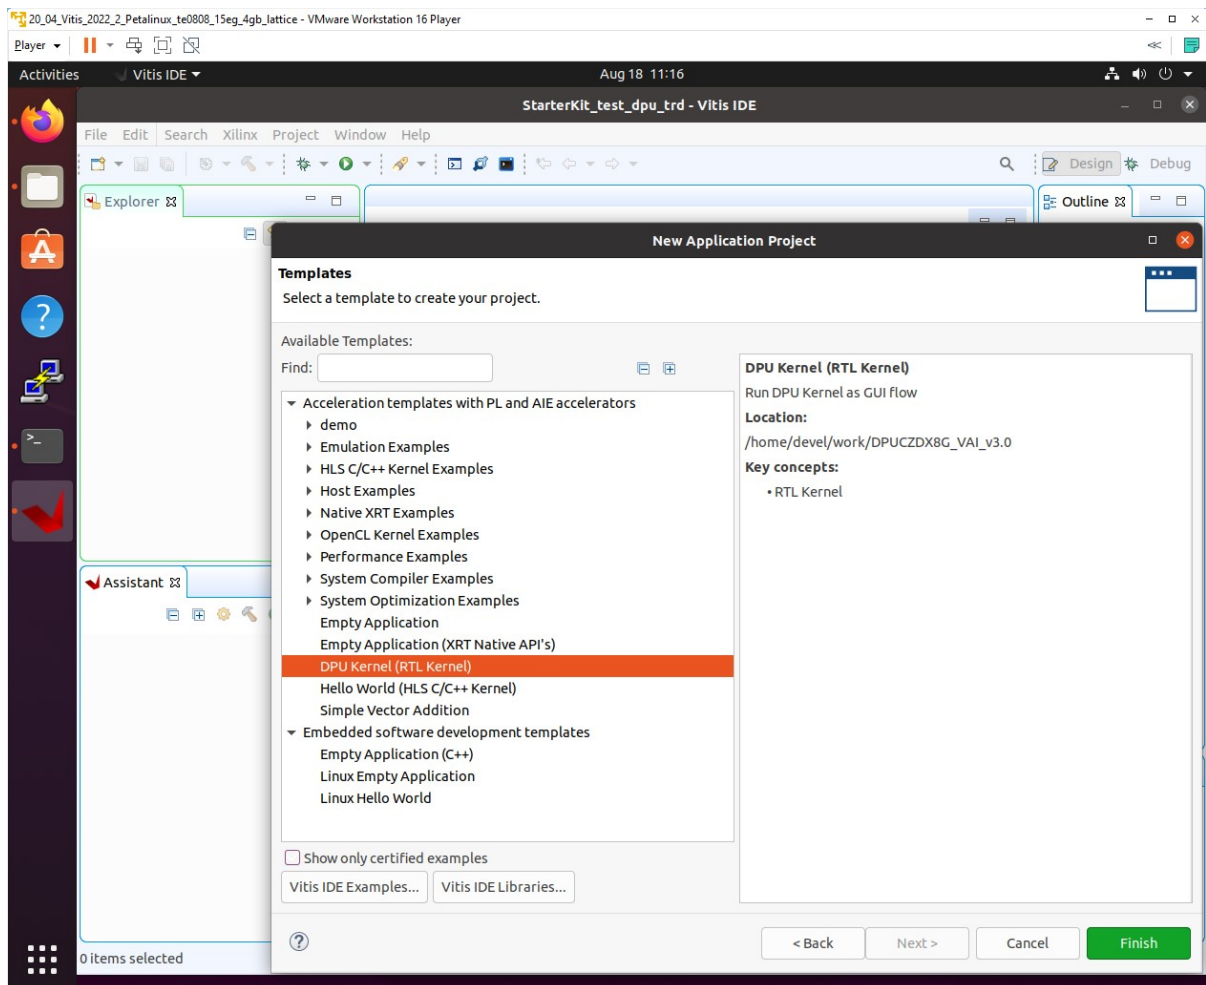 20_04_Vitis_2022_2_Petalinux_te0808_15eg_4gb_lattice - VMware Workstation 16 Player
Player
Activities
Vitis IDE
Aug 18 11:16
StarterKit_test_dpu_trd - Vitis IDE
File Edit Search Xilinx Project Window Help
Design Debug
Explorer
Outline
New Application Project
Templates
Select a template to create your project.
Available Templates:
Find:
Acceleration templates with PL and AIE accelerators
demo
Emulation Examples
HLS C/C++ Kernel Examples
Host Examples
Native XRT Examples
OpenCL Kernel Examples
Performance Examples
System Compiler Examples
System Optimization Examples
Empty Application
Empty Application (XRT Native API's)
DPU Kernel (RTL Kernel)
Hello World (HLS C/C++ Kernel)
Simple Vector Addition
Embedded software development templates
Empty Application (C++)
Linux Empty Application
Linux Hello World
DPU Kernel (RTL Kernel)
Run DPU Kernel as GUI flow
Location:
/home/devel/work/DPUCZDX8G_VAI_v3.0
Key concepts:
• RTL Kernel
Show only certified examples
Vitis IDE Examples... Vitis IDE Libraries...
< Back Next > Cancel Finish
Assistant
0 items selected